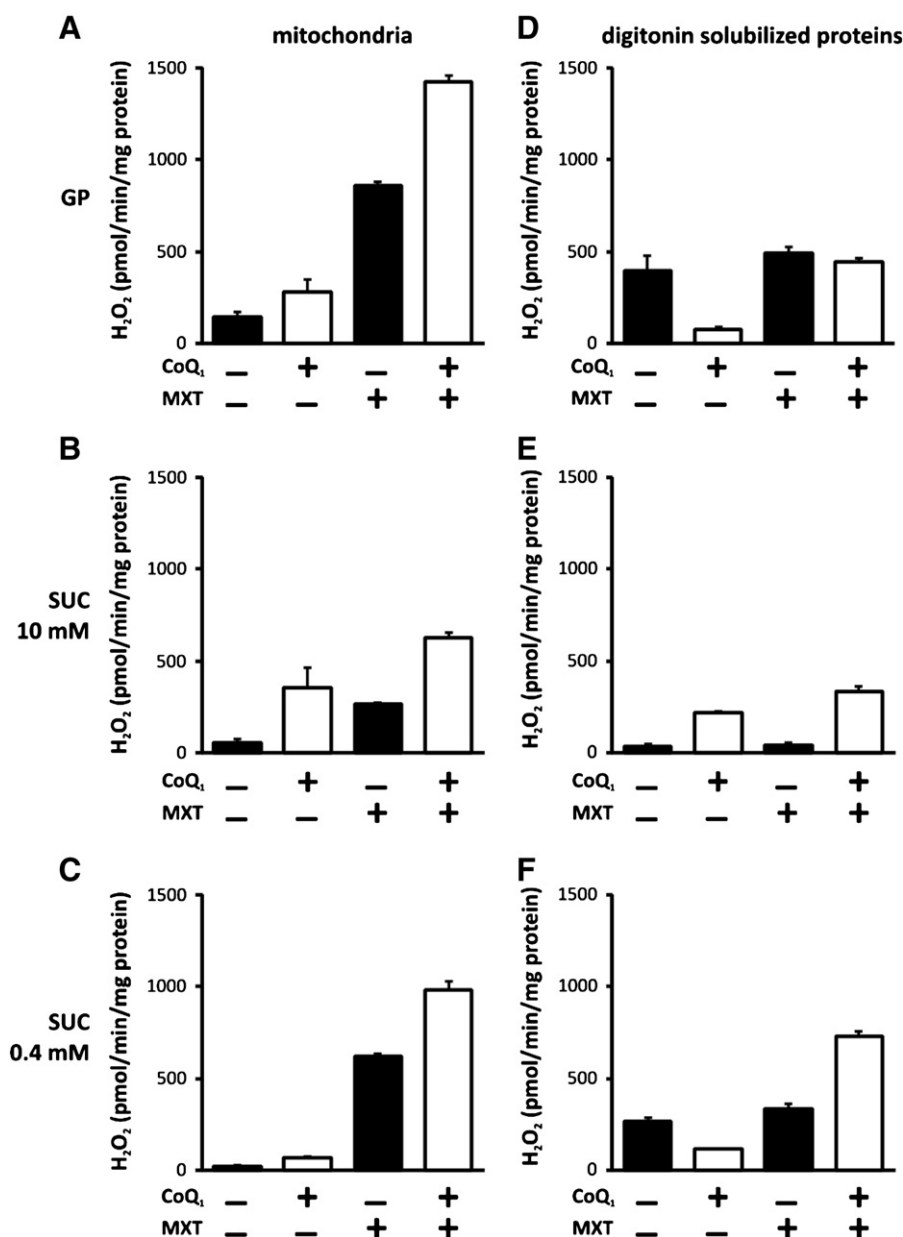 A
mitochondria
D
digitonin solubilized proteins
GP
H₂O₂ (pmol/min/mg protein)
1500
1000
500
0
CoQ₁ − + − +
MXT − − + +
H₂O₂ (pmol/min/mg protein)
1500
1000
500
0
CoQ₁ − + − +
MXT − − + +
B
E
SUC
10 mM
H₂O₂ (pmol/min/mg protein)
1500
1000
500
0
CoQ₁ − + − +
MXT − − + +
H₂O₂ (pmol/min/mg protein)
1500
1000
500
0
CoQ₁ − + − +
MXT − − + +
C
F
SUC
0.4 mM
H₂O₂ (pmol/min/mg protein)
1500
1000
500
0
CoQ₁ − + − +
MXT − − + +
H₂O₂ (pmol/min/mg protein)
1500
1000
500
0
CoQ₁ − + − +
MXT − − + +